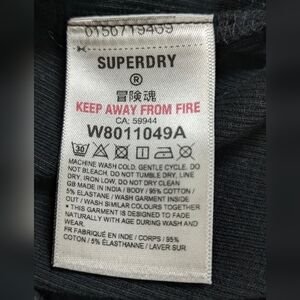 0150719469
SUPERDRY
®
冒険魂
KEEP AWAY FROM FIRE
CA: 59944
W8011049A
30
MACHINE WASH COLD, GENTLE CYCLE, DO
NOT BLEACH, DO NOT TUMBLE DRY, LINE
DRY, IRON LOW, DO NOT DRY CLEAN
GB MADE IN INDIA / BODY / 95% COTTON /
5% ELASTANE / WASH GARMENT INSIDE
OUT / WASH SIMILAR COLOURS TOGETHER
• THIS GARMENT IS DESIGNED TO FADE
NATURALLY WITH AGE DURING WASH AND
WEAR.
FR FABRIQUÉ EN INDE / CORPS / 95%
COTON / 5% ÉLASTHANNE / LAVER SUR